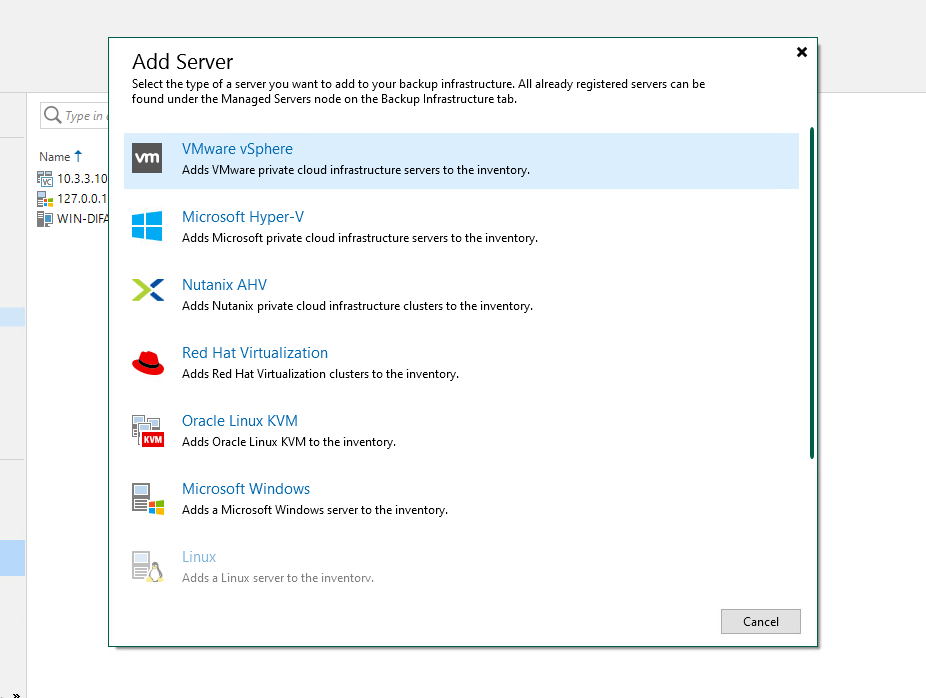 Add Server
Select the type of a server you want to add to your backup infrastructure. All already registered servers can be
found under the Managed Servers node on the Backup Infrastructure tab.
Type in
Name
10.3.3.10
127.0.0.1
WIN-DIFA
vm
VMware vSphere
Adds VMware private cloud infrastructure servers to the inventory.
Microsoft Hyper-V
Adds Microsoft private cloud infrastructure servers to the inventory.
Nutanix AHV
Adds Nutanix private cloud infrastructure clusters to the inventory.
Red Hat Virtualization
Adds Red Hat Virtualization clusters to the inventory.
KVM
Oracle Linux KVM
Adds Oracle Linux KVM to the inventory.
Microsoft Windows
Adds a Microsoft Windows server to the inventory.
Linux
Adds a Linux server to the inventory.
Cancel